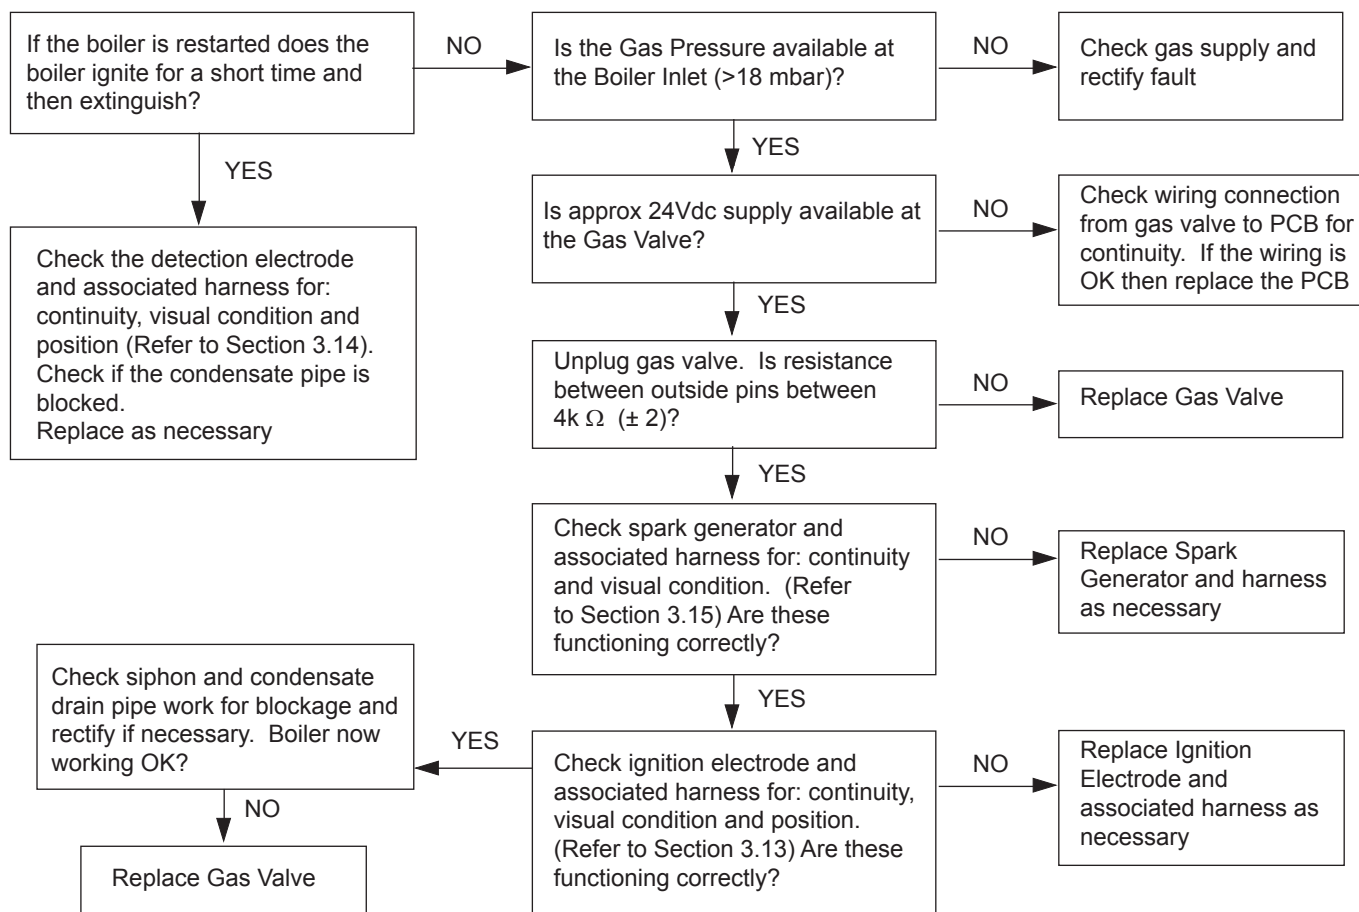 If the boiler is restarted does the
boiler ignite for a short time and
then extinguish?
NO
Is the Gas Pressure available at
the Boiler Inlet (>18 mbar)?
NO
Check gas supply and
rectify fault
YES
YES
Check the detection electrode
and associated harness for:
continuity, visual condition and
position (Refer to Section 3.14).
Check if the condensate pipe is
blocked.
Replace as necessary
Is approx 24Vdc supply available at
the Gas Valve?
NO
Check wiring connection
from gas valve to PCB for
continuity.  If the wiring is
OK then replace the PCB
YES
Unplug gas valve.  Is resistance
between outside pins between
4k Ω  (± 2)?
NO
Replace Gas Valve
YES
Check spark generator and
associated harness for: continuity
and visual condition.  (Refer
to Section 3.15) Are these
functioning correctly?
NO
Replace Spark
Generator and harness
as necessary
YES
Check ignition electrode and
associated harness for: continuity,
visual condition and position.
(Refer to Section 3.13) Are these
functioning correctly?
NO
Replace Ignition
Electrode and
associated harness as
necessary
YES
Check siphon and condensate
drain pipe work for blockage and
rectify if necessary.  Boiler now
working OK?
NO
Replace Gas Valve